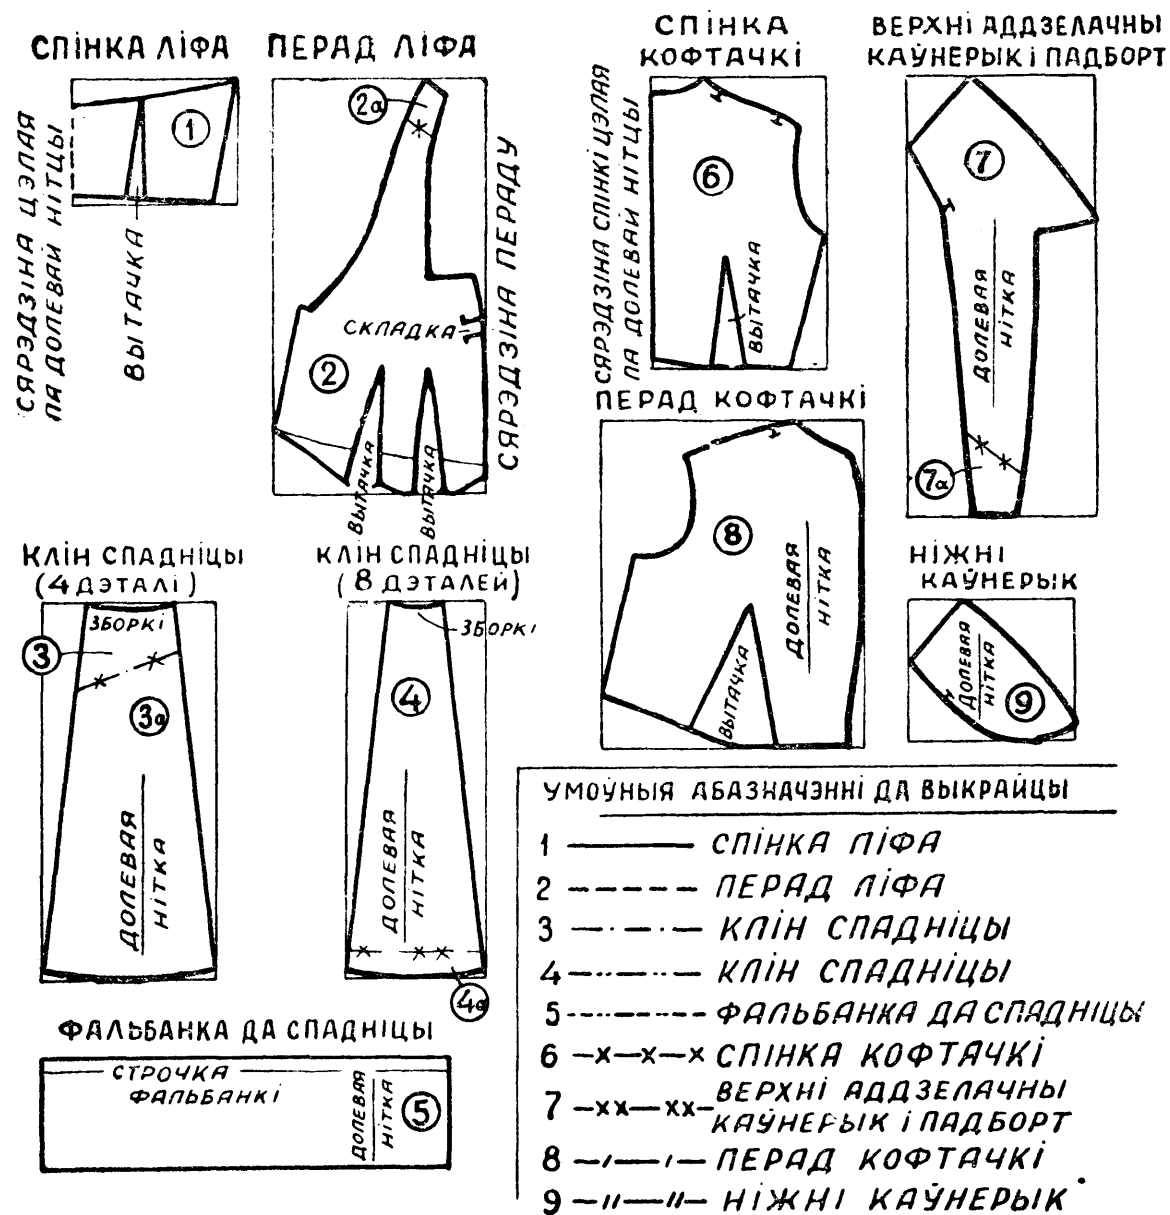 СПІНКА ЛІФА
СЯРЭДЗІНА ЦЭЛАЯ
ПА ДОЛЕВАЙ НІТЦЫ
1
ВЫТАЧКА
ПЕРАД ЛІФА
2а
СКЛАДКА
2
ВЫТАЧКА
ВЫТАЧКА
СЯРЭДЗІНА ПЕРАДУ
СПІНКА
КОФТАЧКІ
СЯРЭДЗІНА СПІНКІ ЦЭЛАЯ
ПА ДОЛЕВАЙ НІТЦЫ
6
ВЫТАЧКА
ВЕРХНІ АДДЗЕЛАЧНЫ
КАЎНЕРЫК І ПАДБОРТ
7
ДОЛЕВАЯ
НІТКА
7а
ПЕРАД КОФТАЧКІ
8
ДОЛЕВАЯ
НІТКА
ВЫТАЧКА
НІЖНІ
КАЎНЕРЫК
ДОЛЕВАЯ
НІТКА
9
КЛІН СПАДНІЦЫ
(4 ДЭТАЛІ)
ЗБОРКІ
3
3а
ДОЛЕВАЯ
НІТКА
КЛІН СПАДНІЦЫ
(8 ДЭТАЛЕЙ)
ЗБОРКІ
4
ДОЛЕВАЯ
НІТКА
4а
ФАЛЬБАНКА ДА СПАДНІЦЫ
СТРОЧКА
ФАЛЬБАНКІ
ДОЛЕВАЯ
НІТКА
5
УМОЎНЫЯ АБАЗНАЧЭННІ ДА ВЫКРАЙЦЫ
1 СПІНКА ЛІФА
2 ПЕРАД ЛІФА
3 КЛІН СПАДНІЦЫ
4 КЛІН СПАДНІЦЫ
5 ФАЛЬБАНКА ДА СПАДНІЦЫ
6 –х–х–х СПІНКА КОФТАЧКІ
7 –хх–хх– ВЕРХНІ АДДЗЕЛАЧНЫ
КАЎНЕРЫК І ПАДБОРТ
8 ПЕРАД КОФТАЧКІ
9 НІЖНІ КАЎНЕРЫК